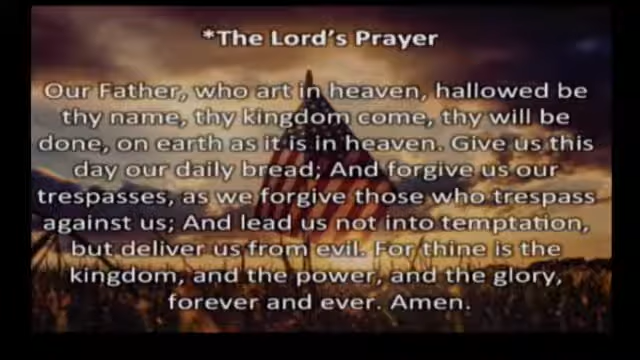 *The Lord's Prayer
Our Father, who art in heaven, hallowed be
thy name, thy kingdom come, thy will be
done, on earth as it is in heaven. Give us this
day our daily bread; And forgive us our
trespasses, as we forgive those who trespass
against us; And lead us not into temptation,
but deliver us from evil. For thine is the
kingdom, and the power, and the glory,
forever and ever. Amen.